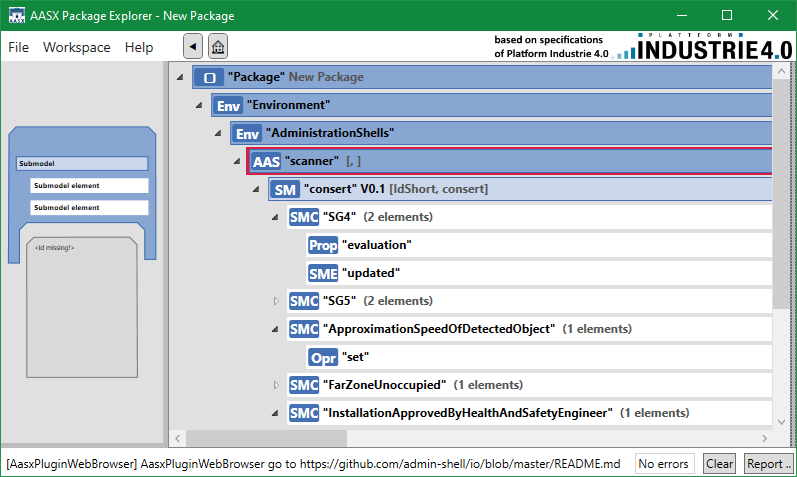 AASX Package Explorer - New Package
File Workspace Help
based on specifications
of Platform Industrie 4.0
PLATTFORM
INDUSTRIE4.0
"Package" New Package
Env "Environment"
Env "AdministrationShells"
AAS "scanner" [, ]
SM "consert" V0.1 [IdShort, consert]
SMC "SG4" (2 elements)
Prop "evaluation"
SME "updated"
SMC "SG5" (2 elements)
SMC "ApproximationSpeedOfDetectedObject" (1 elements)
Opr "set"
SMC "FarZoneUnoccupied" (1 elements)
SMC "InstallationApprovedByHealthAndSafetyEngineer" (1 elements)
Submodel
Submodel element
Submodel element
<id missing!>
[AasxPluginWebBrowser] AasxPluginWebBrowser go to https://github.com/admin-shell/io/blob/master/README.md
No errors
Clear
Report ..